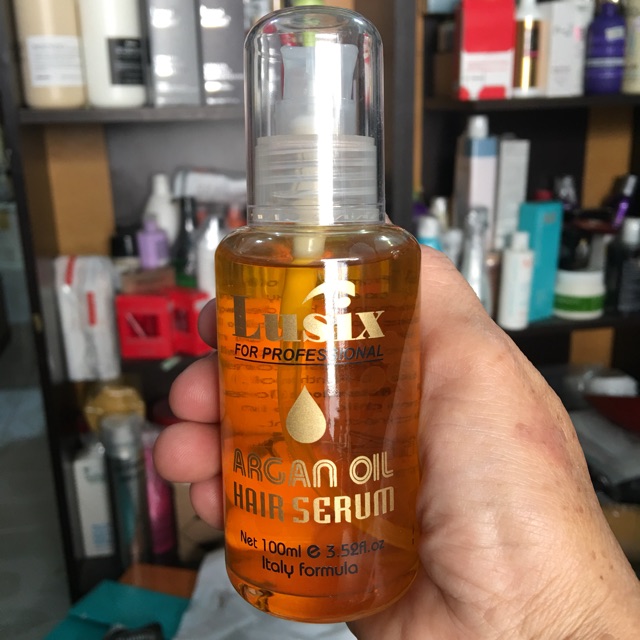 Lusix
FOR PROFESSIONAL
ARGAN OIL
HAIR SERUM
Net 100ml ℮ 3.52fl.oz
Italy formula